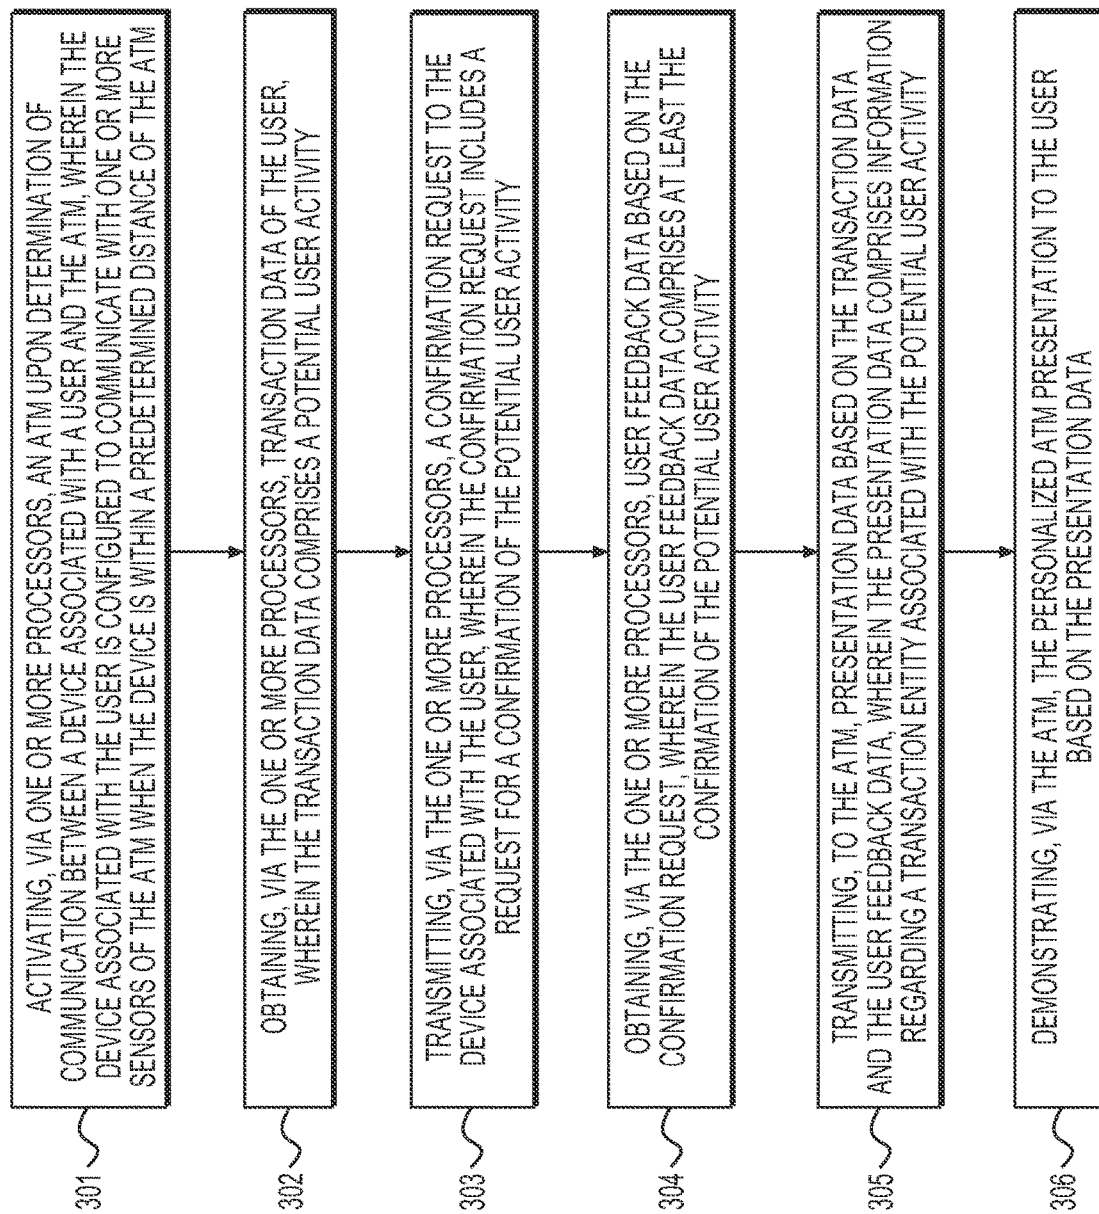 301
ACTIVATING, VIA ONE OR MORE PROCESSORS, AN ATM UPON DETERMINATION OF
COMMUNICATION BETWEEN A DEVICE ASSOCIATED WITH A USER AND THE ATM, WHEREIN THE
DEVICE ASSOCIATED WITH THE USER IS CONFIGURED TO COMMUNICATE WITH ONE OR MORE
SENSORS OF THE ATM WHEN THE DEVICE IS WITHIN A PREDETERMINED DISTANCE OF THE ATM
302
OBTAINING, VIA THE ONE OR MORE PROCESSORS, TRANSACTION DATA OF THE USER,
WHEREIN THE TRANSACTION DATA COMPRISES A POTENTIAL USER ACTIVITY
303
TRANSMITTING, VIA THE ONE OR MORE PROCESSORS, A CONFIRMATION REQUEST TO THE
DEVICE ASSOCIATED WITH THE USER, WHEREIN THE CONFIRMATION REQUEST INCLUDES A
REQUEST FOR A CONFIRMATION OF THE POTENTIAL USER ACTIVITY
304
OBTAINING, VIA THE ONE OR MORE PROCESSORS, USER FEEDBACK DATA BASED ON THE
CONFIRMATION REQUEST, WHEREIN THE USER FEEDBACK DATA COMPRISES AT LEAST THE
CONFIRMATION OF THE POTENTIAL USER ACTIVITY
305
TRANSMITTING, TO THE ATM, PRESENTATION DATA BASED ON THE TRANSACTION DATA
AND THE USER FEEDBACK DATA, WHEREIN THE PRESENTATION DATA COMPRISES INFORMATION
REGARDING A TRANSACTION ENTITY ASSOCIATED WITH THE POTENTIAL USER ACTIVITY
306
DEMONSTRATING, VIA THE ATM, THE PERSONALIZED ATM PRESENTATION TO THE USER
BASED ON THE PRESENTATION DATA